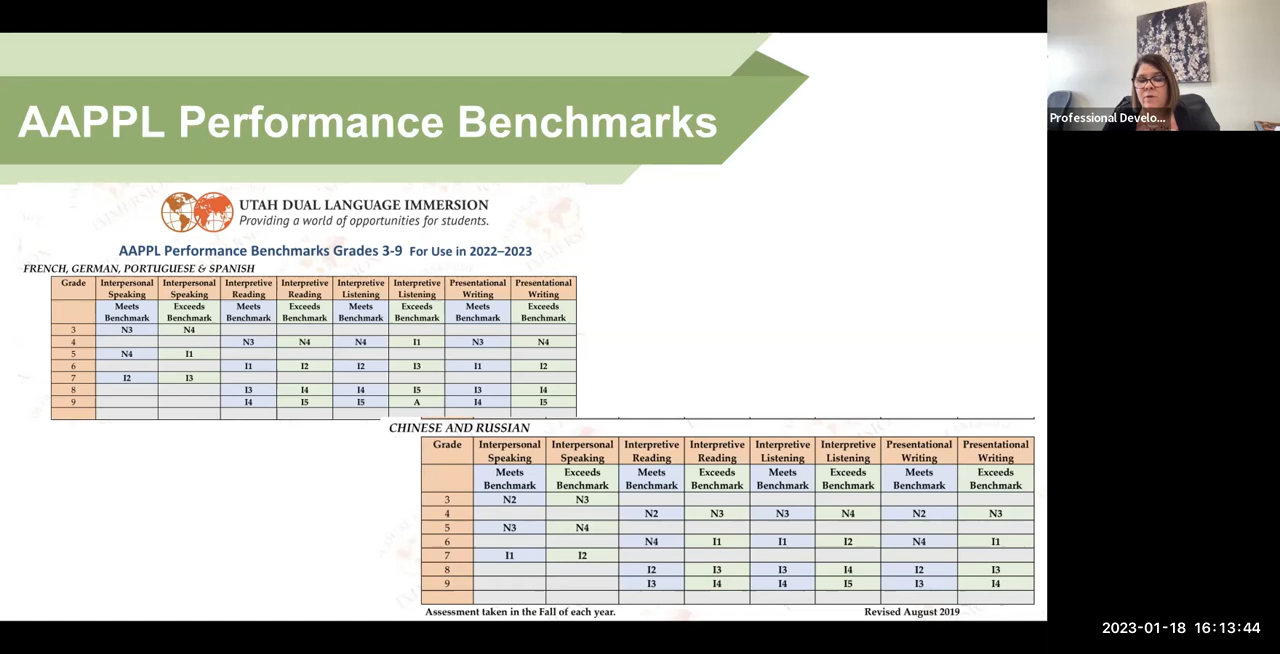 AAPPL Performance Benchmarks
UTAH DUAL LANGUAGE IMMERSION
Providing a world of opportunities for students.
AAPPL Performance Benchmarks Grades 3-9 For Use in 2022–2023
FRENCH, GERMAN, PORTUGUESE & SPANISH
Grade Interpersonal Speaking Interpersonal Speaking Interpretive Reading Interpretive Reading Interpretive Listening Interpretive Listening Presentational Writing Presentational Writing
Meets Benchmark Exceeds Benchmark Meets Benchmark Exceeds Benchmark Meets Benchmark Exceeds Benchmark Meets Benchmark Exceeds Benchmark
3 N3 N4
4 N3 N4 N4 I1 N3 N4
5 N4 I1
6 I1 I2 I2 I3 I1 I2
7 I2 I3
8 I3 I4 I4 I5 I3 I4
9 I4 I5 I5 A I4 I5
CHINESE AND RUSSIAN
Grade Interpersonal Speaking Interpersonal Speaking Interpretive Reading Interpretive Reading Interpretive Listening Interpretive Listening Presentational Writing Presentational Writing
Meets Benchmark Exceeds Benchmark Meets Benchmark Exceeds Benchmark Meets Benchmark Exceeds Benchmark Meets Benchmark Exceeds Benchmark
3 N2 N3
4 N2 N3 N3 N4 N2 N3
5 N3 N4
6 N4 I1 I1 I2 N4 I1
7 I1 I2
8 I2 I3 I3 I4 I2 I3
9 I3 I4 I4 I5 I3 I4
Assessment taken in the Fall of each year. Revised August 2019
Professional Develo...
2023-01-18 16:13:44